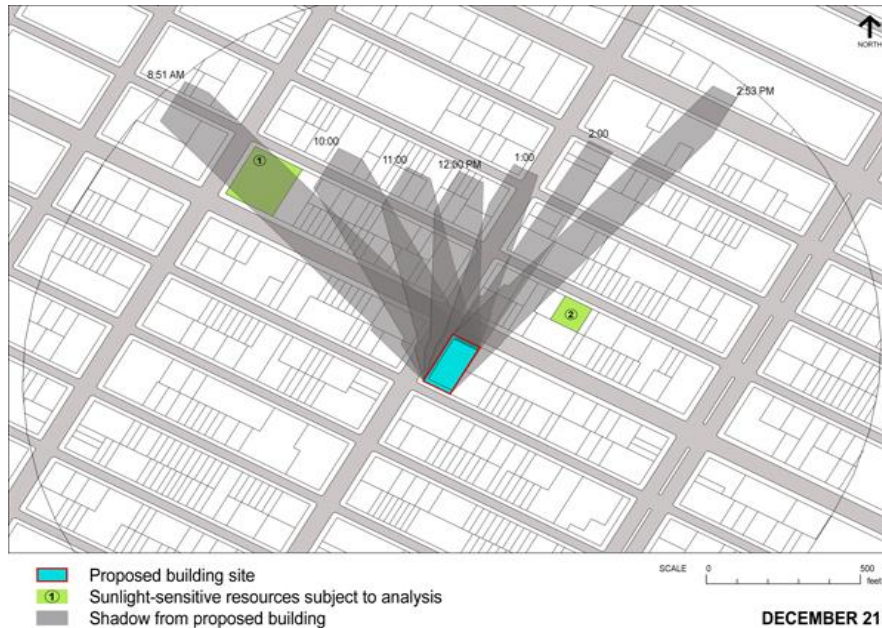 NORTH
8:51 AM
2:53 PM
10:00
11:00
12:00 PM
1:00
2:00
①
②
Proposed building site
① Sunlight-sensitive resources subject to analysis
Shadow from proposed building
SCALE 0 500
feet
DECEMBER 21